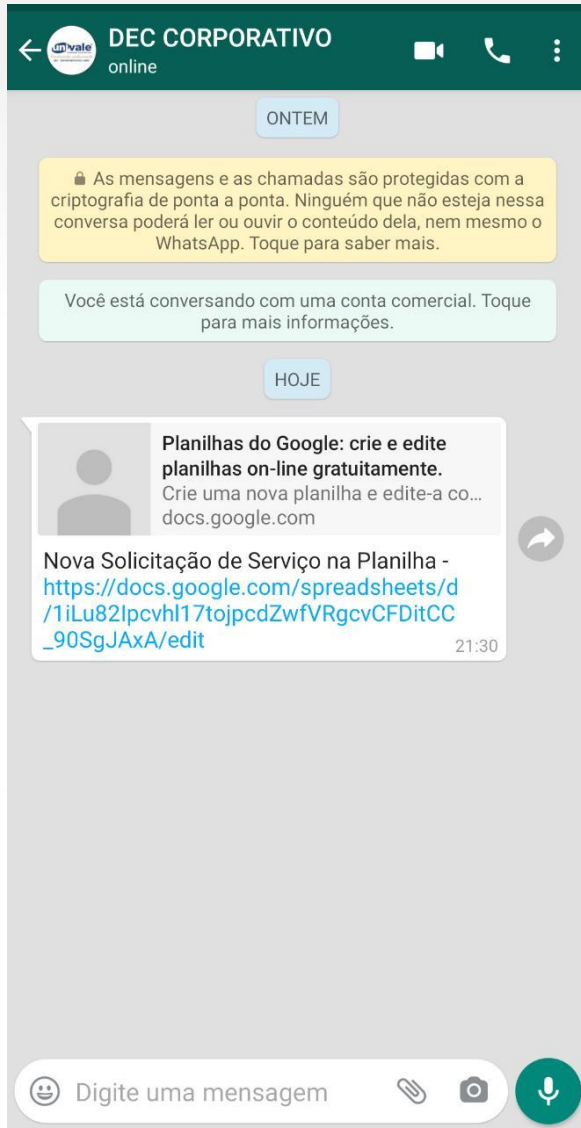 DEC CORPORATIVO
univale
online
ONTEM
As mensagens e as chamadas são protegidas com a
criptografia de ponta a ponta. Ninguém que não esteja nessa
conversa poderá ler ou ouvir o conteúdo dela, nem mesmo o
WhatsApp. Toque para saber mais.
Você está conversando com uma conta comercial. Toque
para mais informações.
HOJE
Planilhas do Google: crie e edite
planilhas on-line gratuitamente.
Crie uma nova planilha e edite-a co...
docs.google.com
Nova Solicitação de Serviço na Planilha -
https://docs.google.com/spreadsheets/d
/1iLu82Ipcvhl17tojpcdZwfVRgcvCFDitCC
_90SgJAxA/edit
21:30
Digite uma mensagem